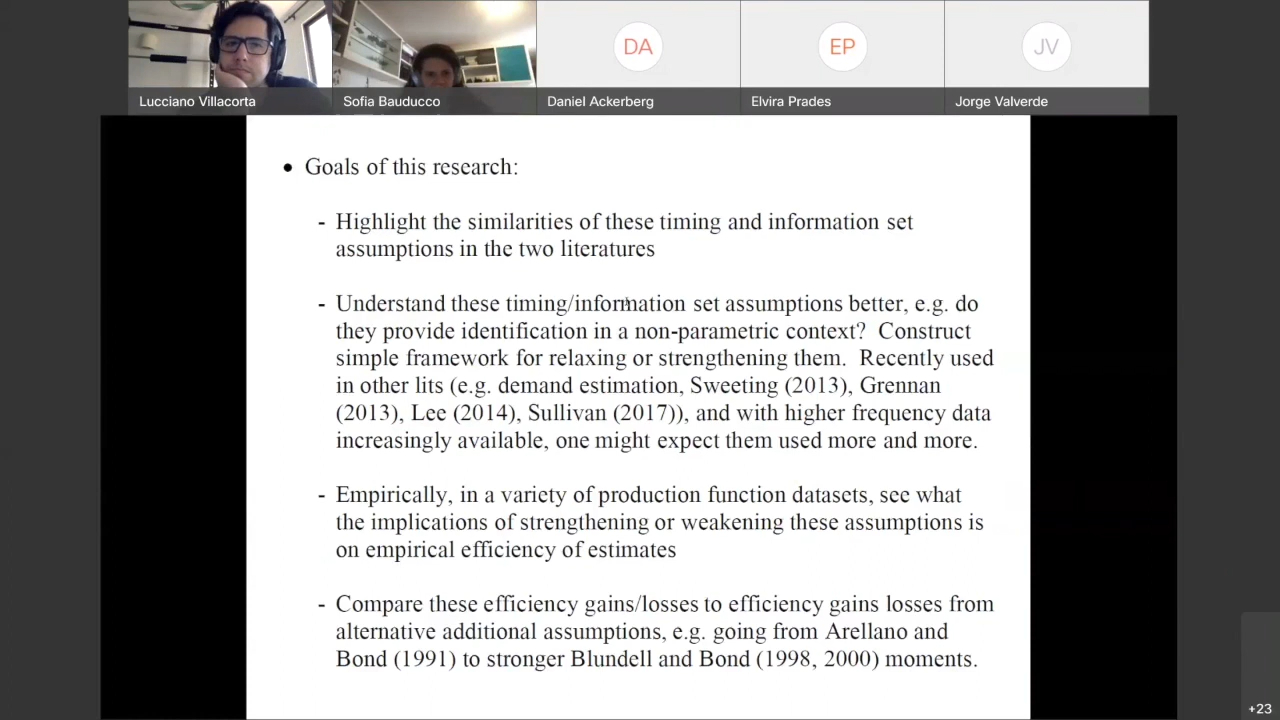 DA
EP
JV
Lucciano Villacorta
Sofia Bauducco
Daniel Ackerberg
Elvira Prades
Jorge Valverde
• Goals of this research:
- Highlight the similarities of these timing and information set
assumptions in the two literatures
- Understand these timing/information set assumptions better, e.g. do
they provide identification in a non-parametric context? Construct
simple framework for relaxing or strengthening them. Recently used
in other lits (e.g. demand estimation, Sweeting (2013), Grennan
(2013), Lee (2014), Sullivan (2017)), and with higher frequency data
increasingly available, one might expect them used more and more.
- Empirically, in a variety of production function datasets, see what
the implications of strengthening or weakening these assumptions is
on empirical efficiency of estimates
- Compare these efficiency gains/losses to efficiency gains losses from
alternative additional assumptions, e.g. going from Arellano and
Bond (1991) to stronger Blundell and Bond (1998, 2000) moments.
+23